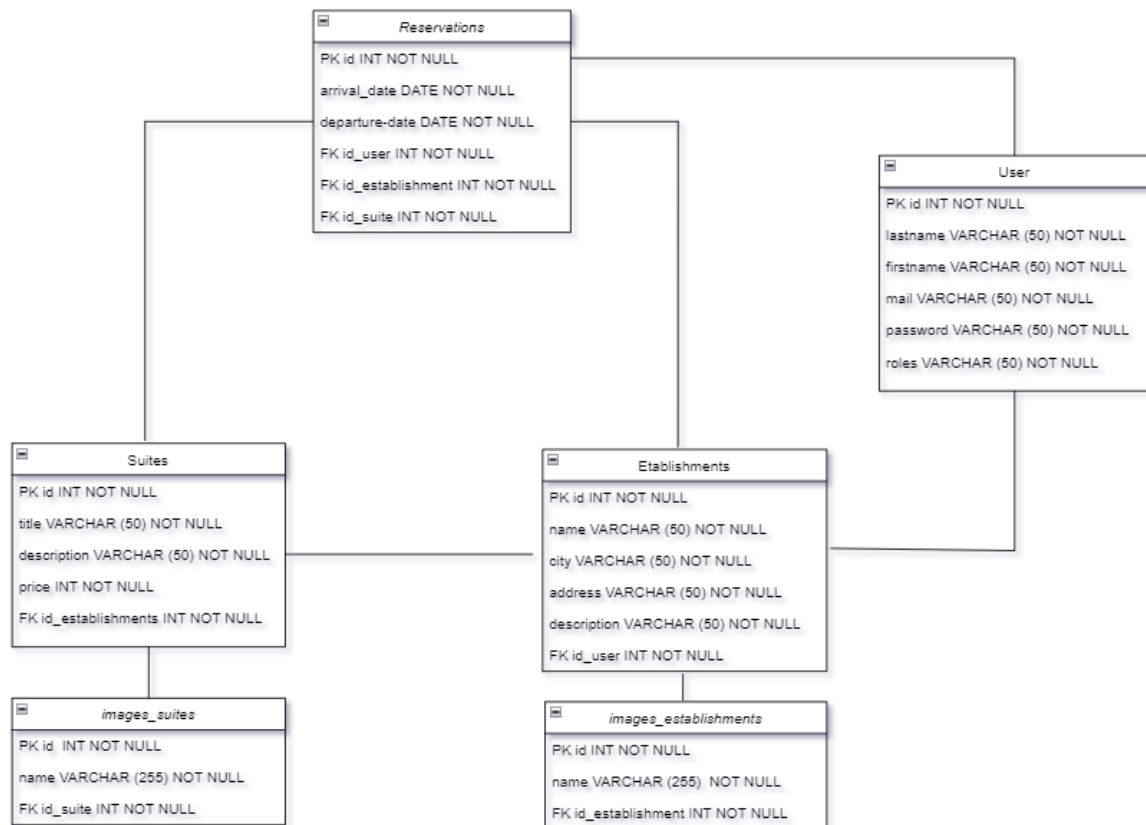 Reservations
PK id INT NOT NULL
arrival_date DATE NOT NULL
departure-date DATE NOT NULL
FK id_user INT NOT NULL
FK id_establishment INT NOT NULL
FK id_suite INT NOT NULL
User
PK id INT NOT NULL
lastname VARCHAR (50) NOT NULL
firstname VARCHAR (50) NOT NULL
mail VARCHAR (50) NOT NULL
password VARCHAR (50) NOT NULL
roles VARCHAR (50) NOT NULL
Suites
PK id INT NOT NULL
title VARCHAR (50) NOT NULL
description VARCHAR (50) NOT NULL
price INT NOT NULL
FK id_establishments INT NOT NULL
Etablishments
PK id INT NOT NULL
name VARCHAR (50) NOT NULL
city VARCHAR (50) NOT NULL
address VARCHAR (50) NOT NULL
description VARCHAR (50) NOT NULL
FK id_user INT NOT NULL
images_suites
PK id  INT NOT NULL
name VARCHAR (255) NOT NULL
FK id_suite INT NOT NULL
images_establishments
PK id INT NOT NULL
name VARCHAR (255)  NOT NULL
FK id_establishment INT NOT NULL